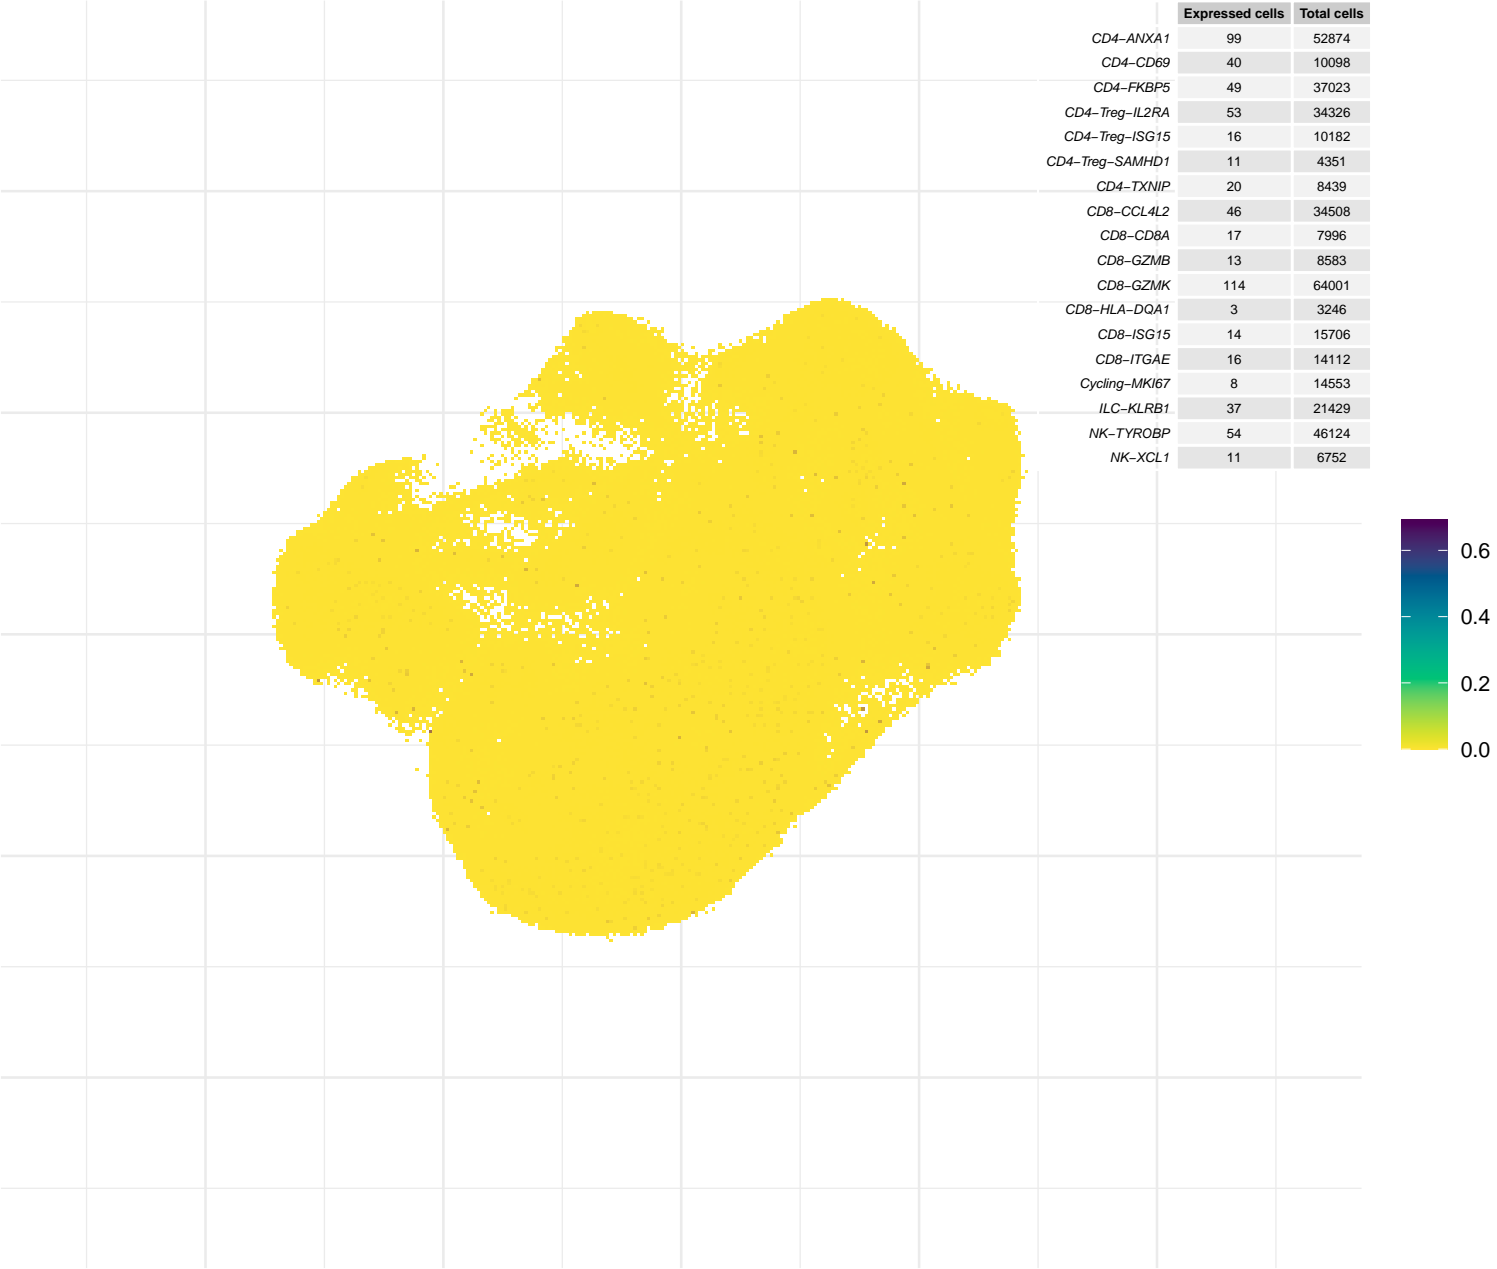 Expressed cells Total cells
CD4−ANXA1 99 52874
CD4−CD69 40 10098
CD4−FKBP5 49 37023
CD4−Treg−IL2RA 53 34326
CD4−Treg−ISG15 16 10182
CD4−Treg−SAMHD1 11 4351
CD4−TXNIP 20 8439
CD8−CCL4L2 46 34508
CD8−CD8A 17 7996
CD8−GZMB 13 8583
CD8−GZMK 114 64001
CD8−HLA−DQA1 3 3246
CD8−ISG15 14 15706
CD8−ITGAE 16 14112
Cycling−MKI67 8 14553
ILC−KLRB1 37 21429
NK−TYROBP 54 46124
NK−XCL1 11 6752
0.6
0.4
0.2
0.0